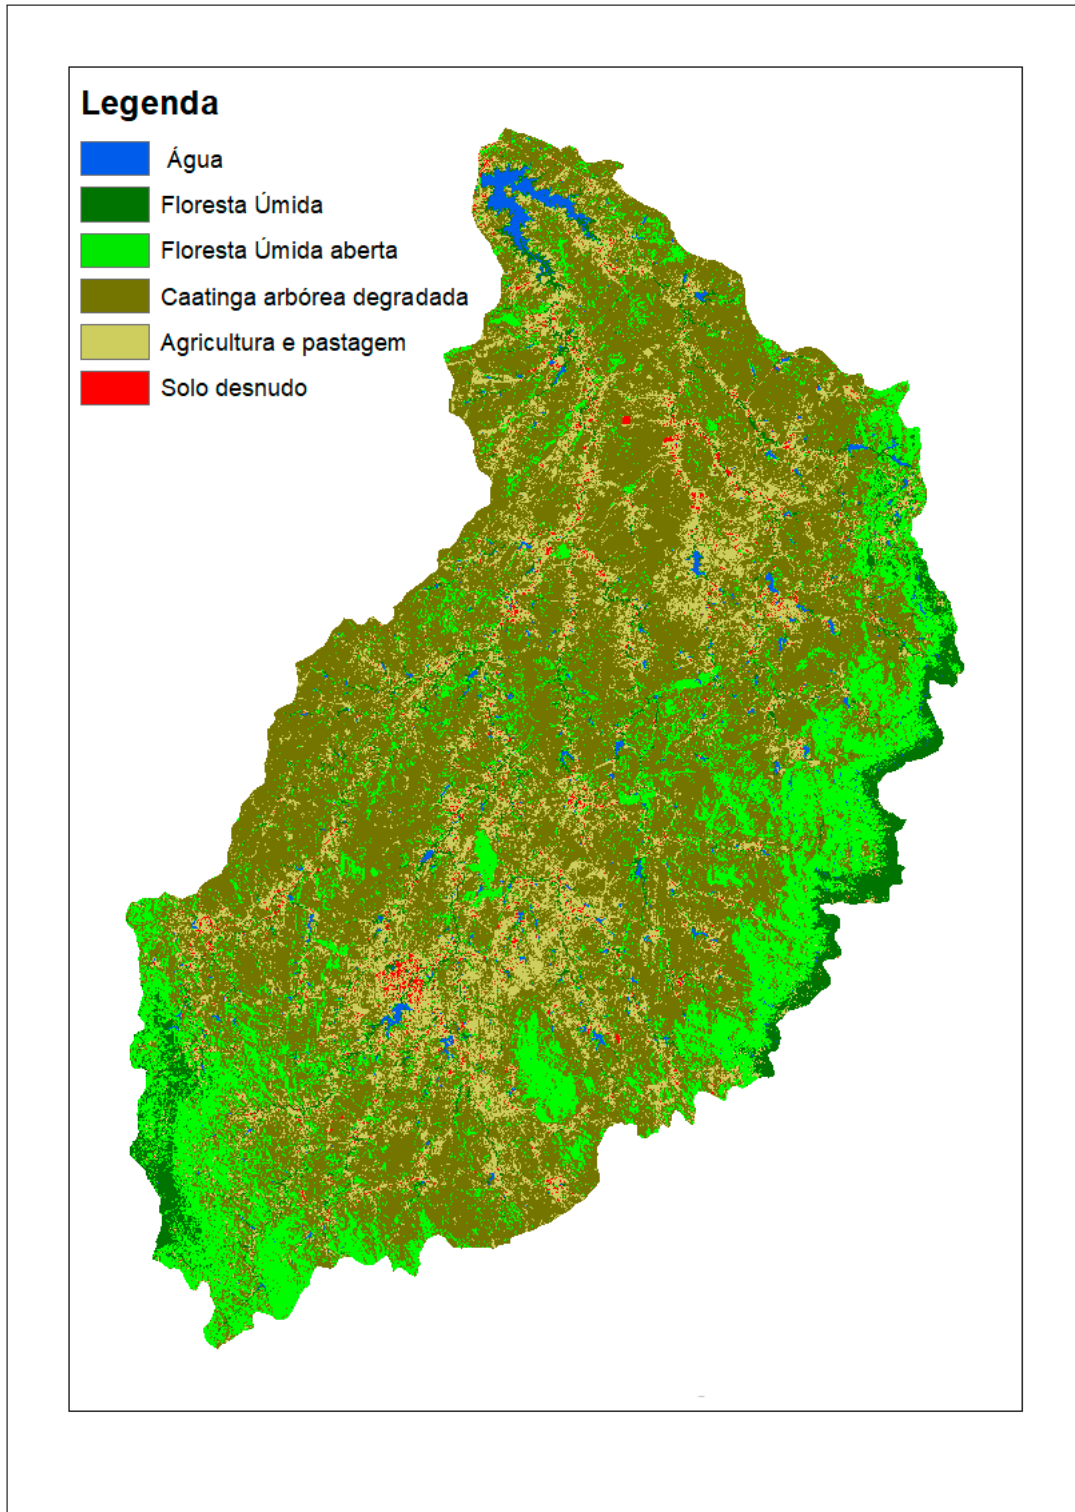 Legenda
Água
Floresta Úmida
Floresta Úmida aberta
Caatinga arbórea degradada
Agricultura e pastagem
Solo desnudo